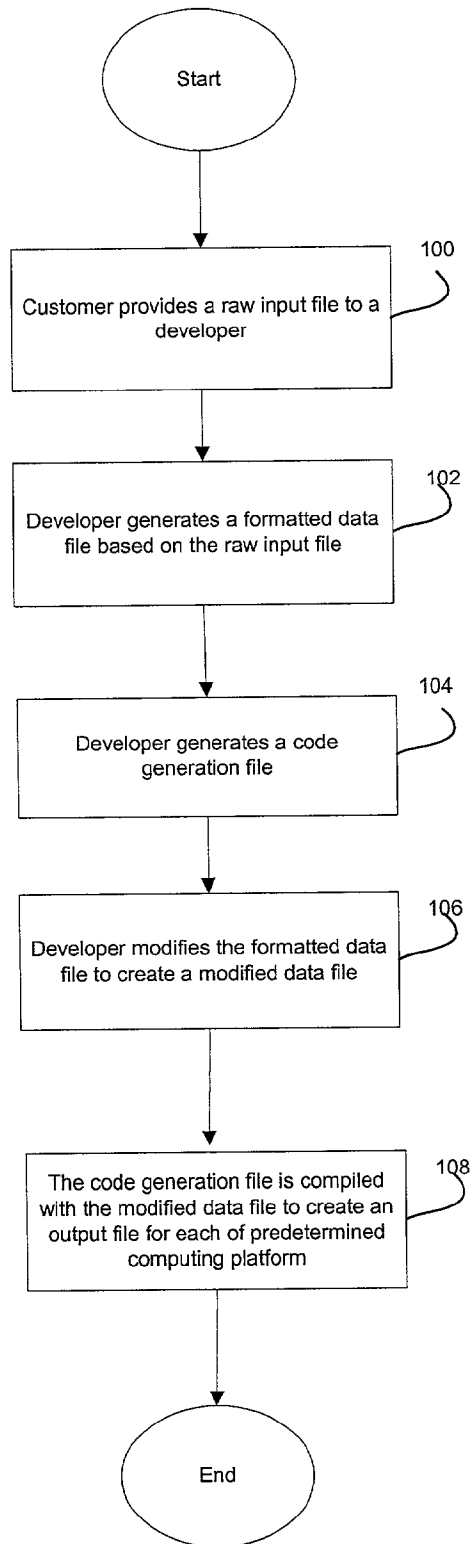 Start
100
Customer provides a raw input file to a
developer
102
Developer generates a formatted data
file based on the raw input file
104
Developer generates a code
generation file
106
Developer modifies the formatted data
file to create a modified data file
108
The code generation file is compiled
with the modified data file to create an
output file for each of predetermined
computing platform
End